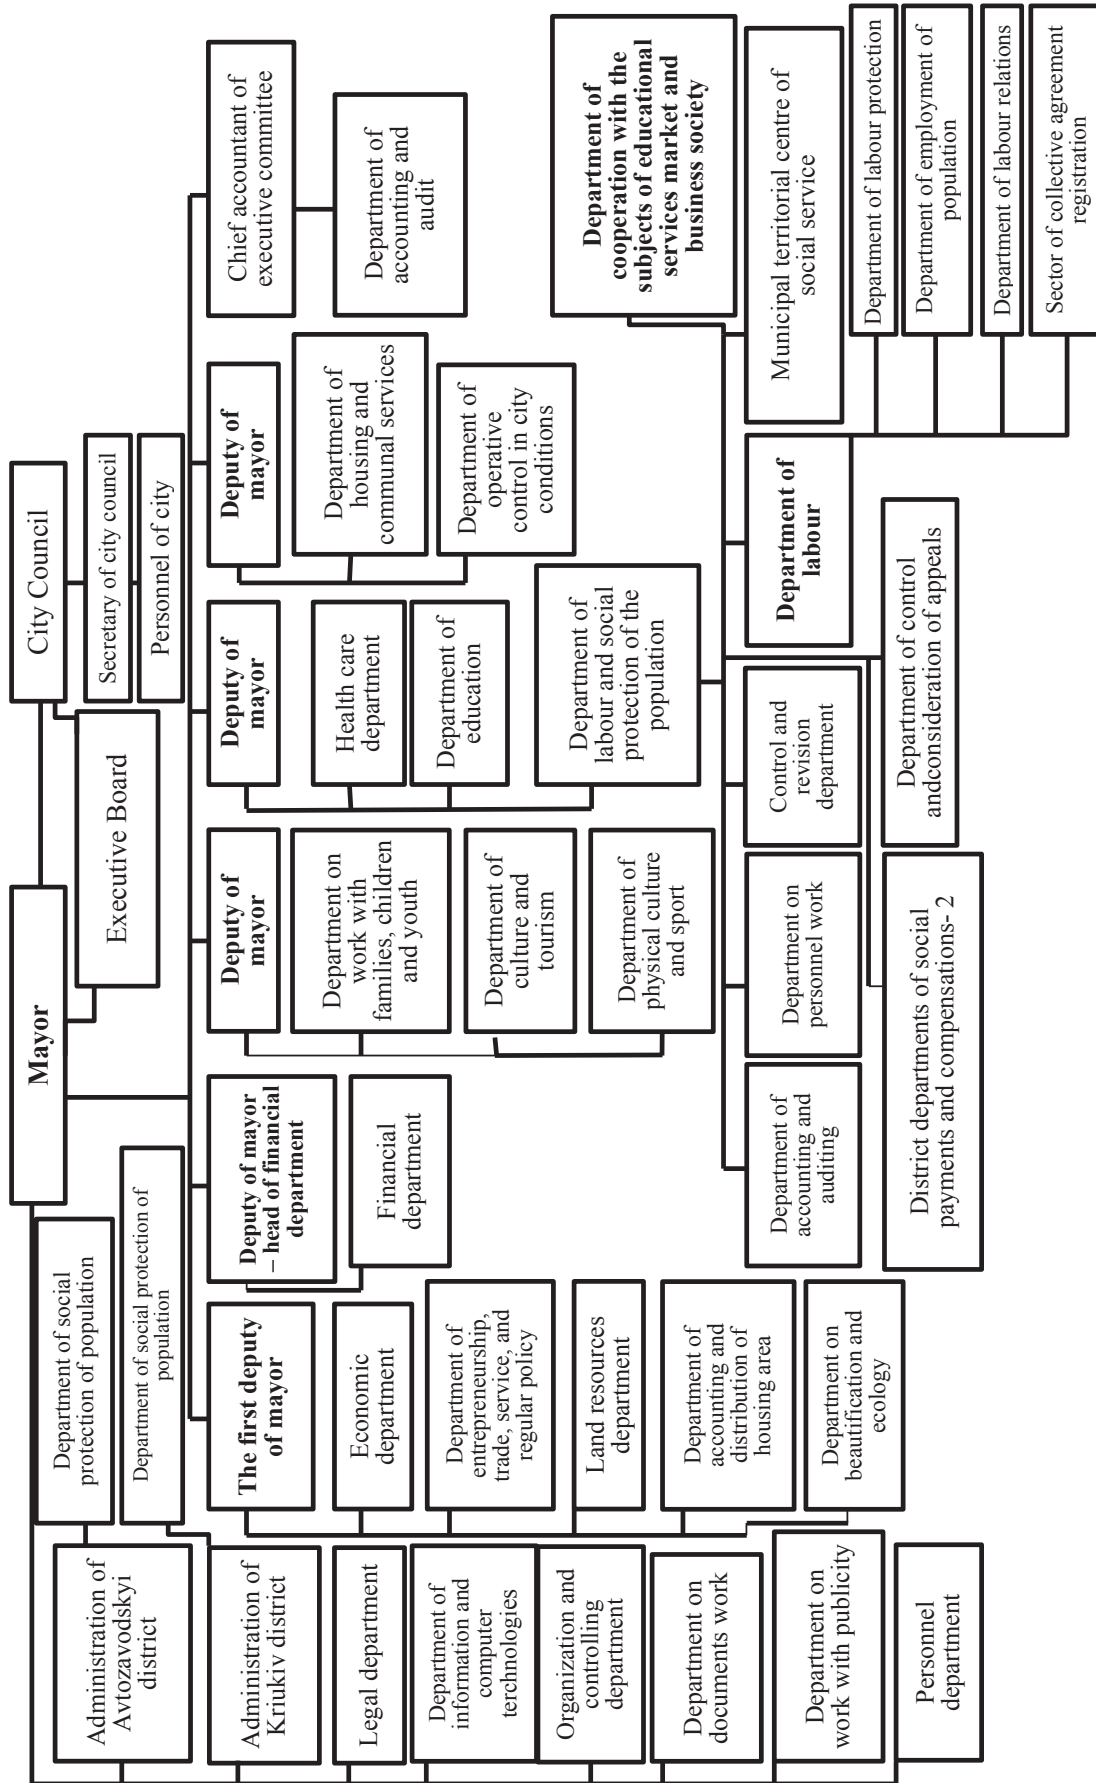 Mayor
City Council
Executive Board
Secretary of city council
Personnel of city
Department of social
protection of population
Department of social protection of
population
Administration of
Avtozavodskyi
district
Administration of
Kriukiv district
Legal department
Department of
information and
computer
terchnologies
Organization and
controlling
department
Department on
documents work
Department on
work with publicity
Personnel
department
The first deputy
of mayor
Economic
department
Department of
entrepreneurship,
trade, service, and
regular policy
Land resources
department
Department of
accounting and
distribution of
housing area
Department on
beautification and
ecology
Deputy of mayor
– head of financial
department
Financial
department
Deputy of
mayor
Department on
work with
families, children
and youth
Department of
culture and
tourism
Department of
physical culture
and sport
Deputy of
mayor
Health care
department
Department of
education
Department of
labour and social
protection of the
population
Deputy of
mayor
Department of
housing and
communal services
Department of
operative
control in city
conditions
Chief accountant of
executive committee
Department of
accounting and
audit
Department of
cooperation with the
subjects of educational
services market and
business society
Department of
accounting and
auditing
Department on
personnel work
Control and
revision
department
Department of
labour
Municipal territorial centre of
social service
District departments of social
payments and compensations- 2
Department of control
andconsideration of appeals
Department of labour protection
Department of employment of
population
Department of labour relations
Sector of collective agreement
registration